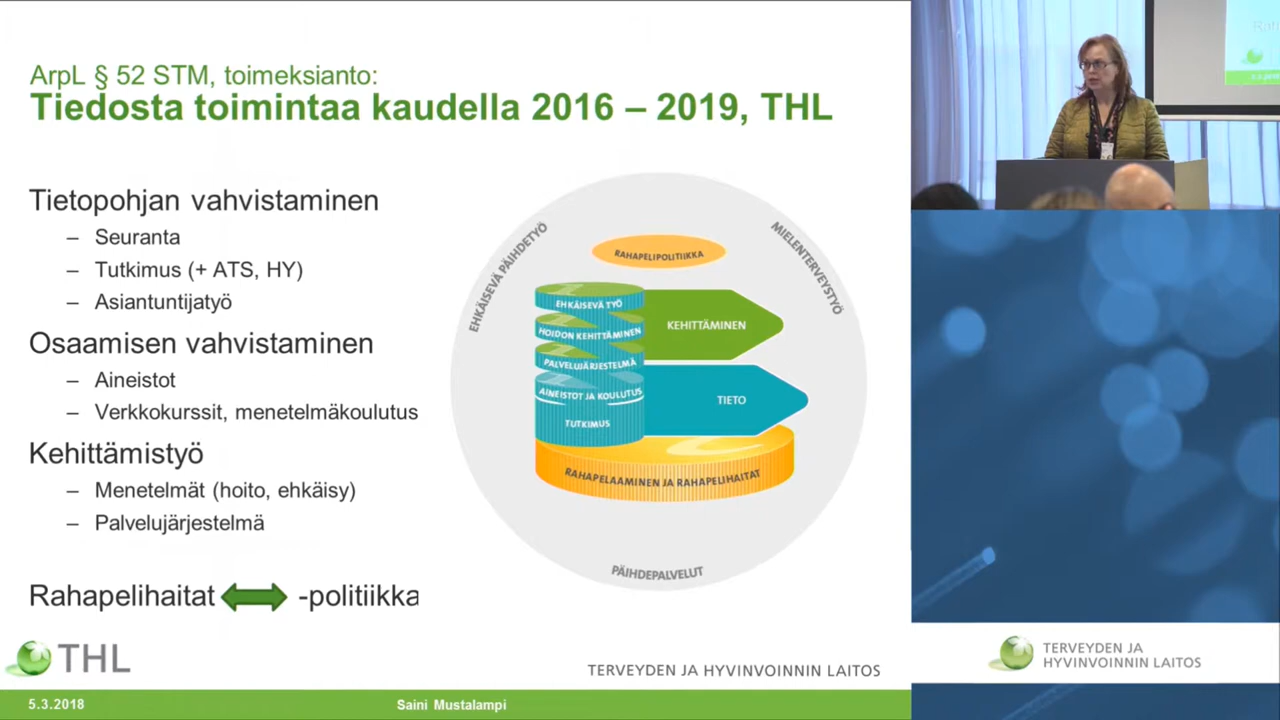 ArpL § 52 STM, toimeksianto:
Tiedosta toimintaa kaudella 2016 – 2019, THL
Tietopohjan vahvistaminen
– Seuranta
– Tutkimus (+ ATS, HY)
– Asiantuntijatyö
Osaamisen vahvistaminen
– Aineistot
– Verkkokurssit, menetelmäkoulutus
Kehittämistyö
– Menetelmät (hoito, ehkäisy)
– Palvelujärjestelmä
Rahapelihaitat -politiikka
EHKÄISEVÄ PÄIHDETYÖ
MIELENTERVEYSTYÖ
RAHAPELIPOLITIIKKA
EHKÄISEVÄ TYÖ
HOIDON KEHITTÄMINEN
PALVELUJÄRJESTELMÄ
AINEISTOT JA KOULUTUS
TUTKIMUS
KEHITTÄMINEN
TIETO
RAHAPELAAMINEN JA RAHAPELIHAITAT
PÄIHDEPALVELUT
THL
TERVEYDEN JA HYVINVOINNIN LAITOS
5.3.2018
Saini Mustalampi
TERVEYDEN JA
HYVINVOINNIN LAITOS